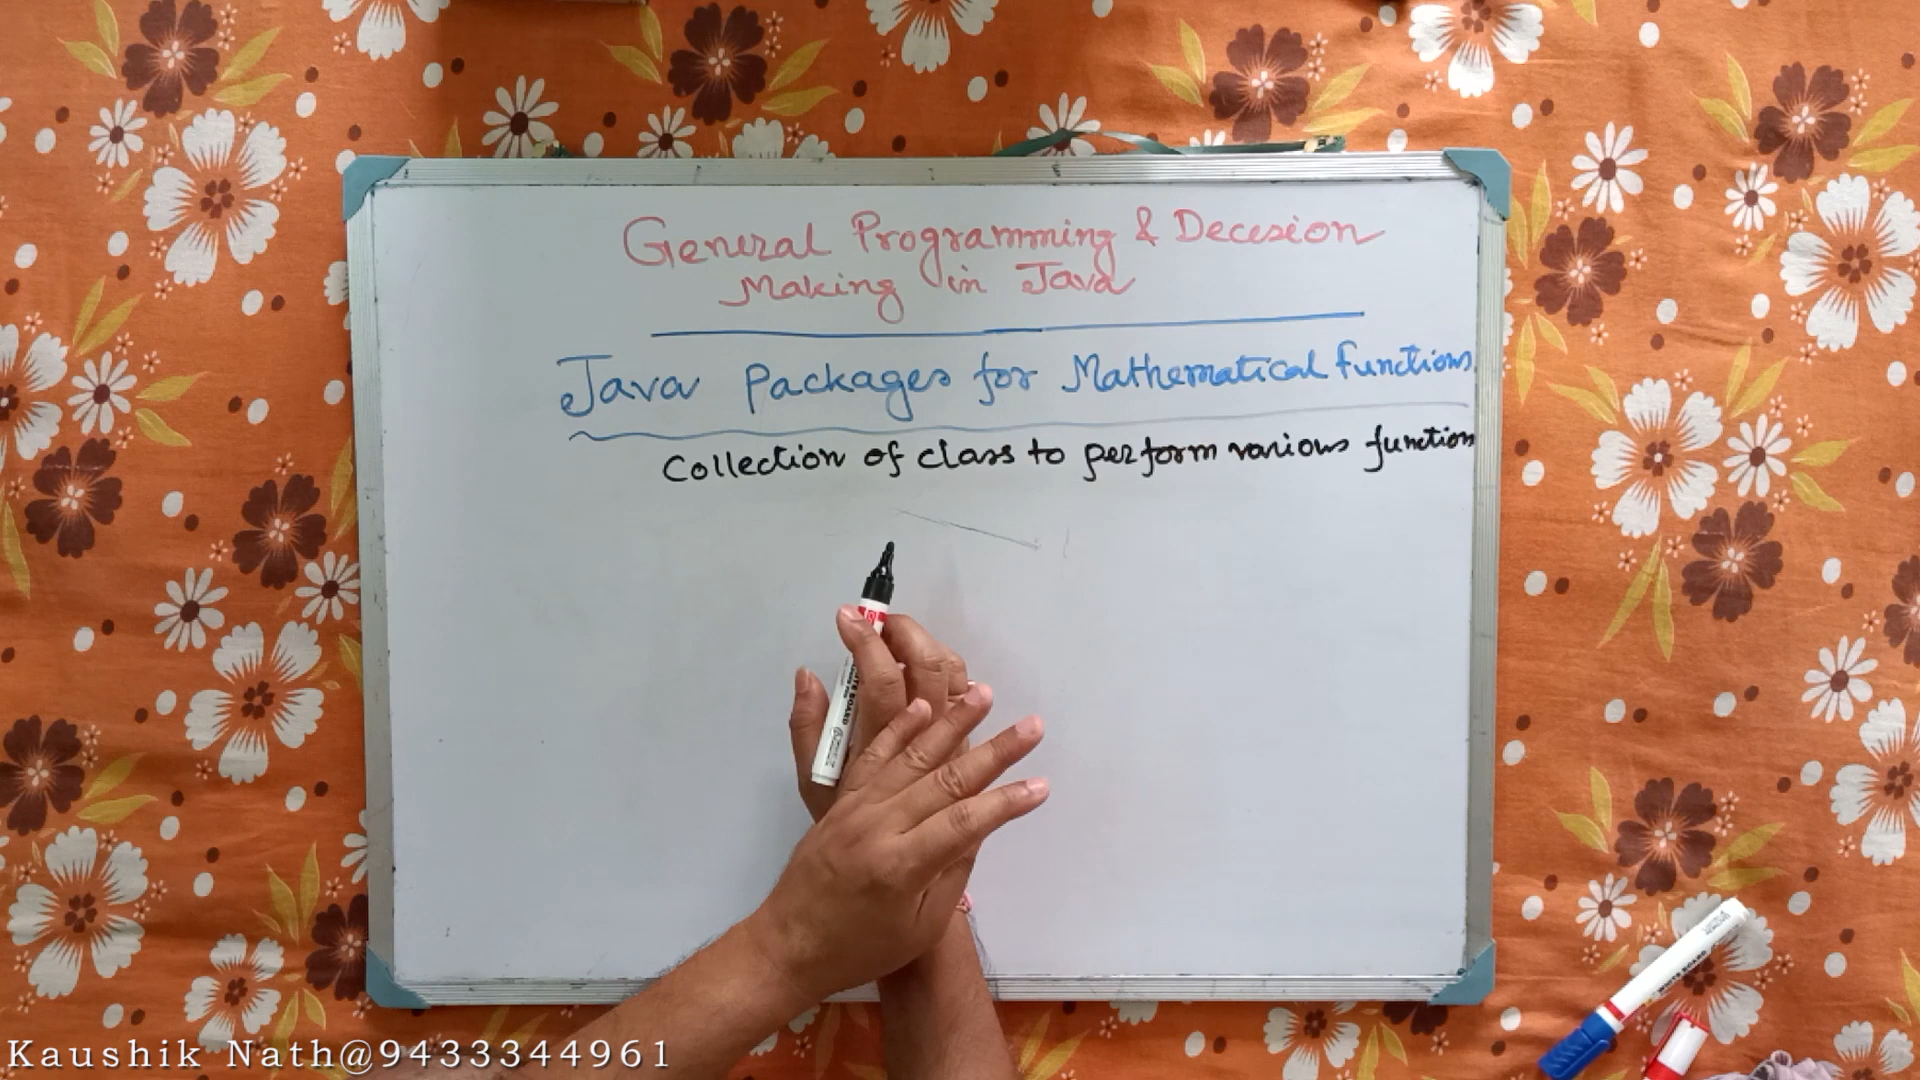 General Programming & Decesion
Making in Java
Java Packages for Mathematical functions
Collection of class to perform various function
Kaushik Nath@9433344961